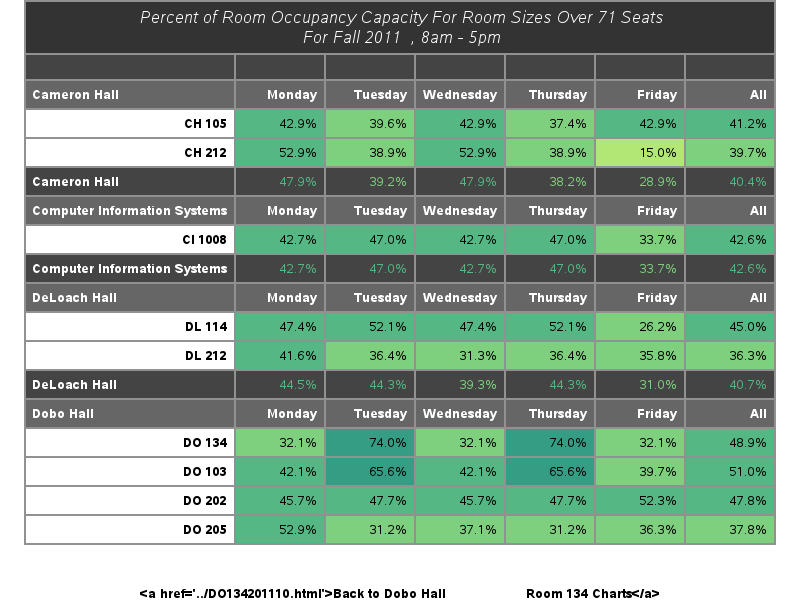 Percent of Room Occupancy Capacity For Room Sizes Over 71 Seats
For Fall 2011 , 8am - 5pm
Cameron Hall Monday Tuesday Wednesday Thursday Friday All
CH 105 42.9% 39.6% 42.9% 37.4% 42.9% 41.2%
CH 212 52.9% 38.9% 52.9% 38.9% 15.0% 39.7%
Cameron Hall 47.9% 39.2% 47.9% 38.2% 28.9% 40.4%
Computer Information Systems Monday Tuesday Wednesday Thursday Friday All
CI 1008 42.7% 47.0% 42.7% 47.0% 33.7% 42.6%
Computer Information Systems 42.7% 47.0% 42.7% 47.0% 33.7% 42.6%
DeLoach Hall Monday Tuesday Wednesday Thursday Friday All
DL 114 47.4% 52.1% 47.4% 52.1% 26.2% 45.0%
DL 212 41.6% 36.4% 31.3% 36.4% 35.8% 36.3%
DeLoach Hall 44.5% 44.3% 39.3% 44.3% 31.0% 40.7%
Dobo Hall Monday Tuesday Wednesday Thursday Friday All
DO 134 32.1% 74.0% 32.1% 74.0% 32.1% 48.9%
DO 103 42.1% 65.6% 42.1% 65.6% 39.7% 51.0%
DO 202 45.7% 47.7% 45.7% 47.7% 52.3% 47.8%
DO 205 52.9% 31.2% 37.1% 31.2% 36.3% 37.8%
<a href='../DO134201110.html'>Back to Dobo Hall Room 134 Charts</a>